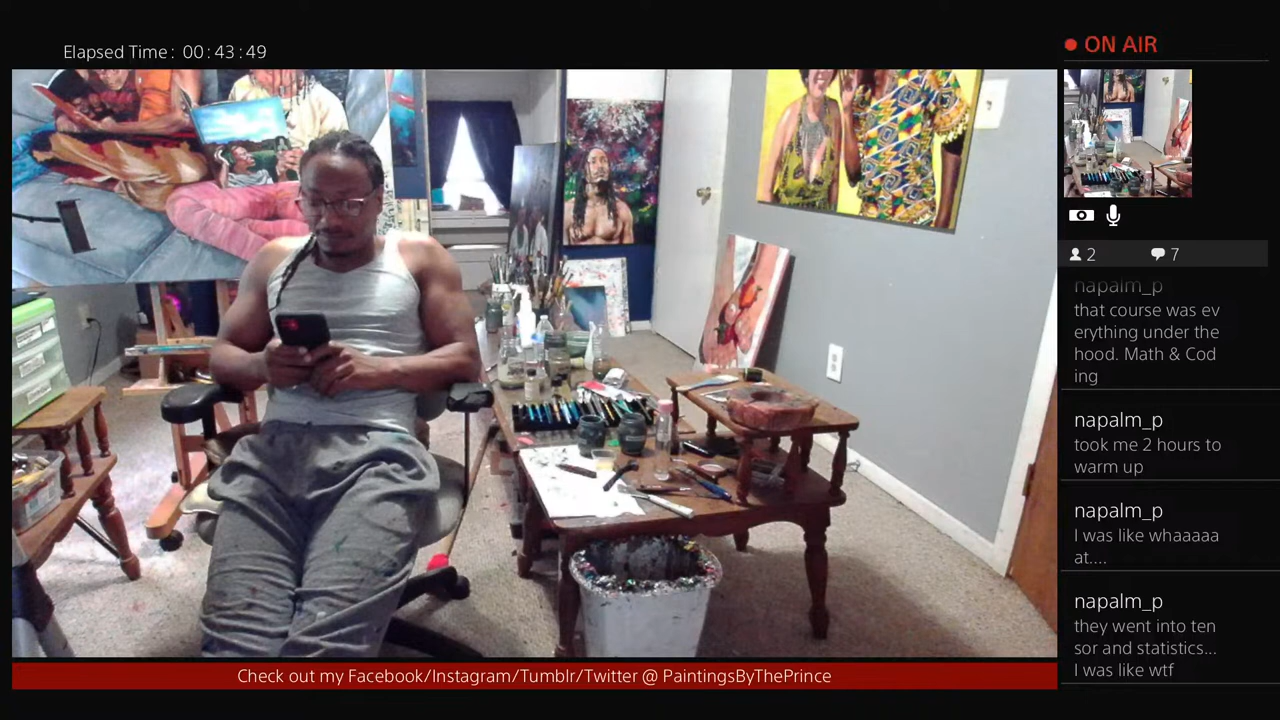 Elapsed Time: 00:43:49
ON AIR
2
7
napalm_p
that course was ev
erything under the
hood. Math & Cod
ing
napalm_p
took me 2 hours to
warm up
napalm_p
I was like whaaaaa
at....
napalm_p
they went into ten
sor and statistics...
I was like wtf
Check out my Facebook/Instagram/Tumblr/Twitter @ PaintingsByThePrince